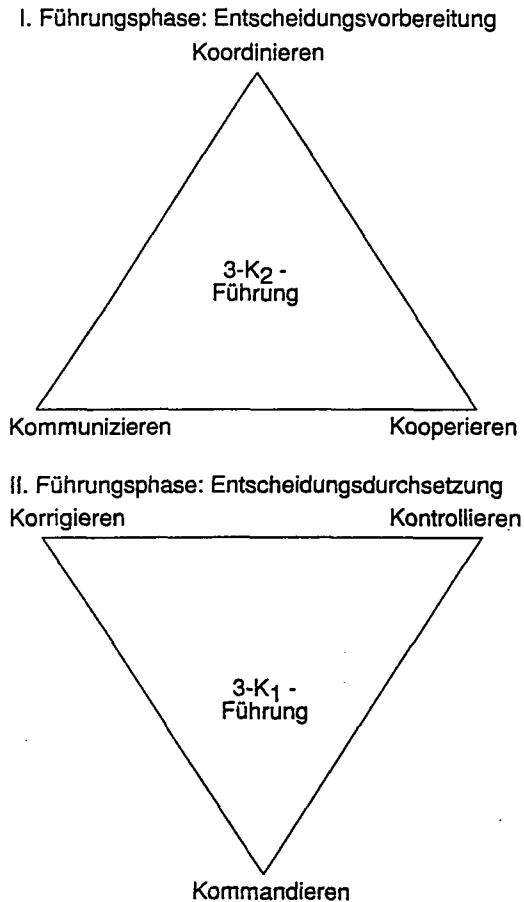 I. Führungsphase: Entscheidungsvorbereitung
Koordinieren
3-K2 -
Führung
Kommunizieren Kooperieren
II. Führungsphase: Entscheidungsdurchsetzung
Korrigieren Kontrollieren
3-K1 -
Führung
Kommandieren